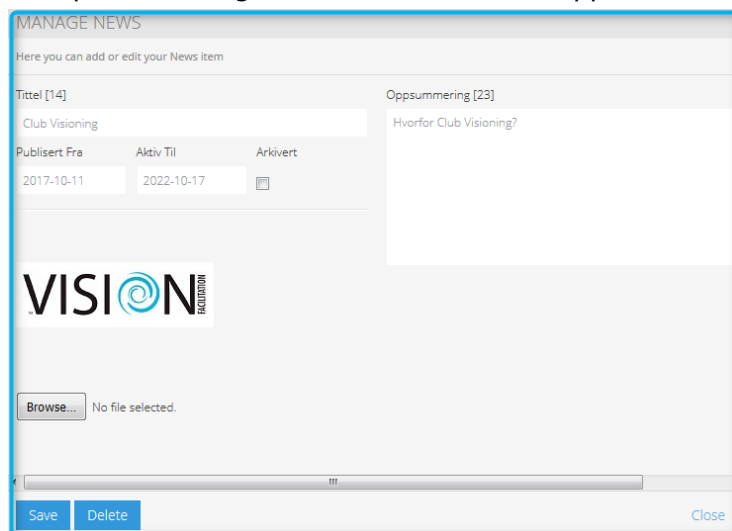 MANAGE NEWS
Here you can add or edit your News item
Tittel [14]
Oppsummering [23]
Club Visioning
Hvorfor Club Visioning?
Publisert Fra Aktiv Til Arkivert
2017-10-11 2022-10-17
VISION
FACILITATION
Browse... No file selected.
Save Delete Close